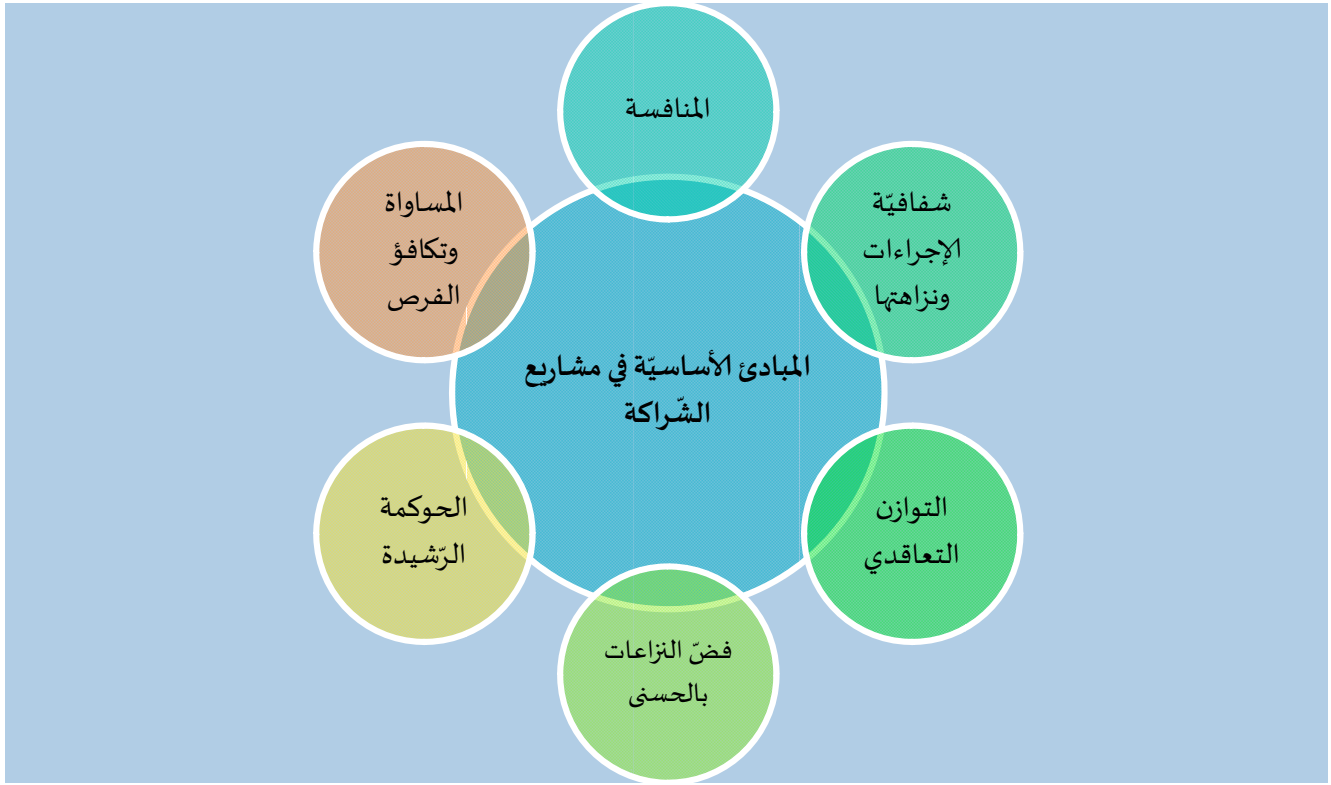 المنافسة
شفافيّة
الإجراءات
ونزاهتها
المساواة
وتكافؤ
الفرص
المبادئ الأساسيّة في مشاريع
الشّراكة
التوازن
التعاقدي
الحوكمة
الرّشيدة
فضّ النزاعات
بالحسنى